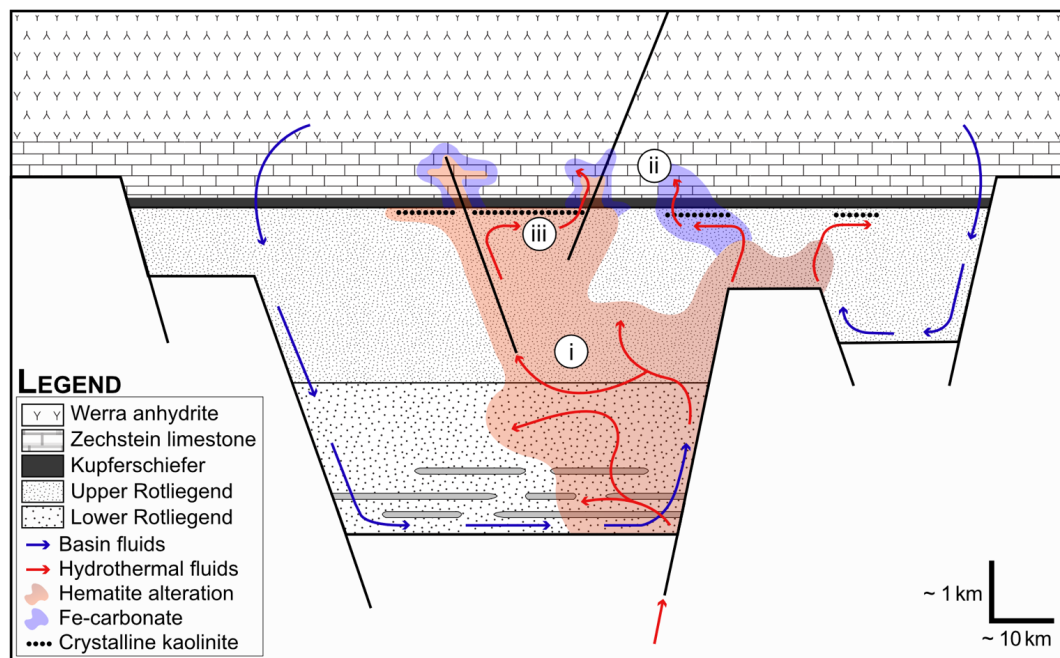 ii
iii
i
LEGEND
Werra anhydrite
Zechstein limestone
Kupferschiefer
Upper Rotliegend
Lower Rotliegend
Basin fluids
Hydrothermal fluids
Hematite alteration
Fe-carbonate
Crystalline kaolinite
~ 1 km
~ 10 km